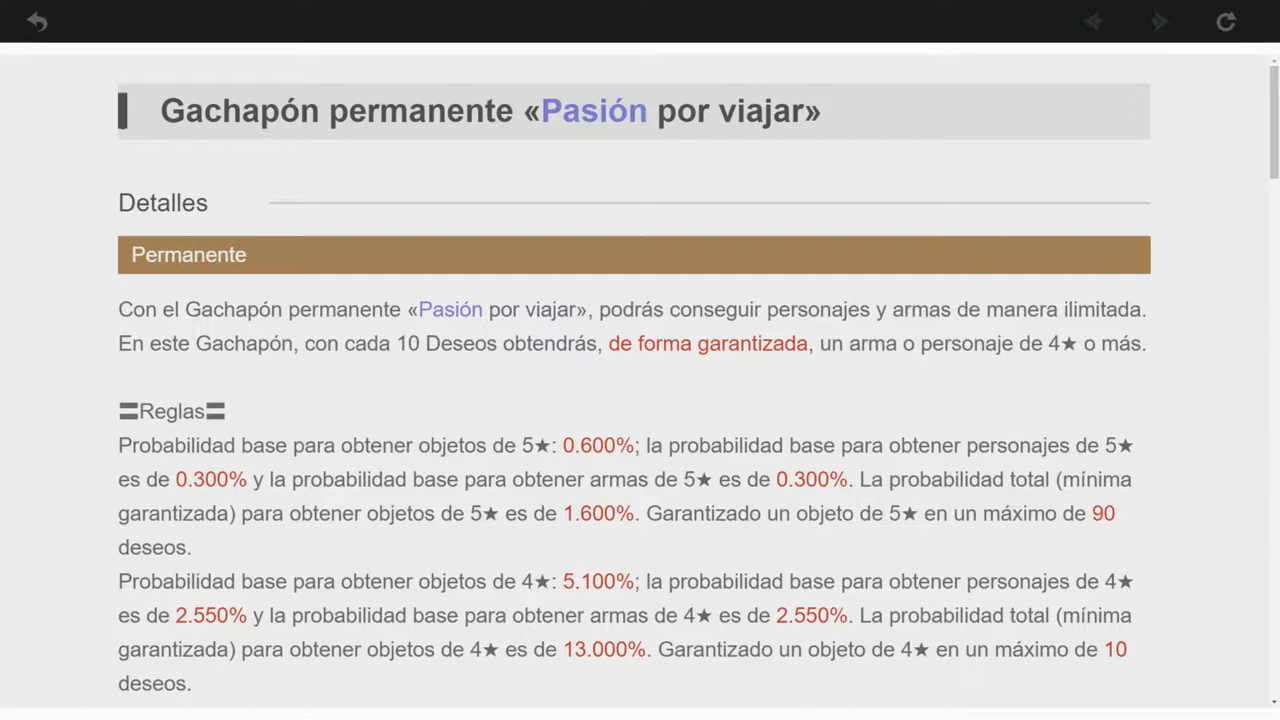 Gachapón permanente «Pasión por viajar»
Detalles
Permanente
Con el Gachapón permanente «Pasión por viajar», podrás conseguir personajes y armas de manera ilimitada.
En este Gachapón, con cada 10 Deseos obtendrás, de forma garantizada, un arma o personaje de 4★ o más.
〓Reglas〓
Probabilidad base para obtener objetos de 5★: 0.600%; la probabilidad base para obtener personajes de 5★
es de 0.300% y la probabilidad base para obtener armas de 5★ es de 0.300%. La probabilidad total (mínima
garantizada) para obtener objetos de 5★ es de 1.600%. Garantizado un objeto de 5★ en un máximo de 90
deseos.
Probabilidad base para obtener objetos de 4★: 5.100%; la probabilidad base para obtener personajes de 4★
es de 2.550% y la probabilidad base para obtener armas de 4★ es de 2.550%. La probabilidad total (mínima
garantizada) para obtener objetos de 4★ es de 13.000%. Garantizado un objeto de 4★ en un máximo de 10
deseos.